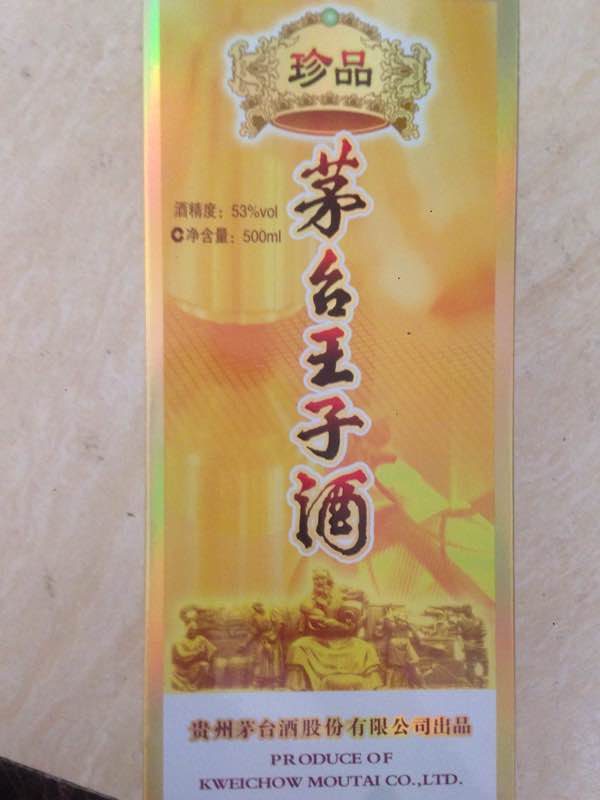 珍品
茅台王子酒
酒精度：53%vol
净含量：500ml
贵州茅台酒股份有限公司出品
PRODUCE OF
KWEICHOW MOUTAI CO.,LTD.